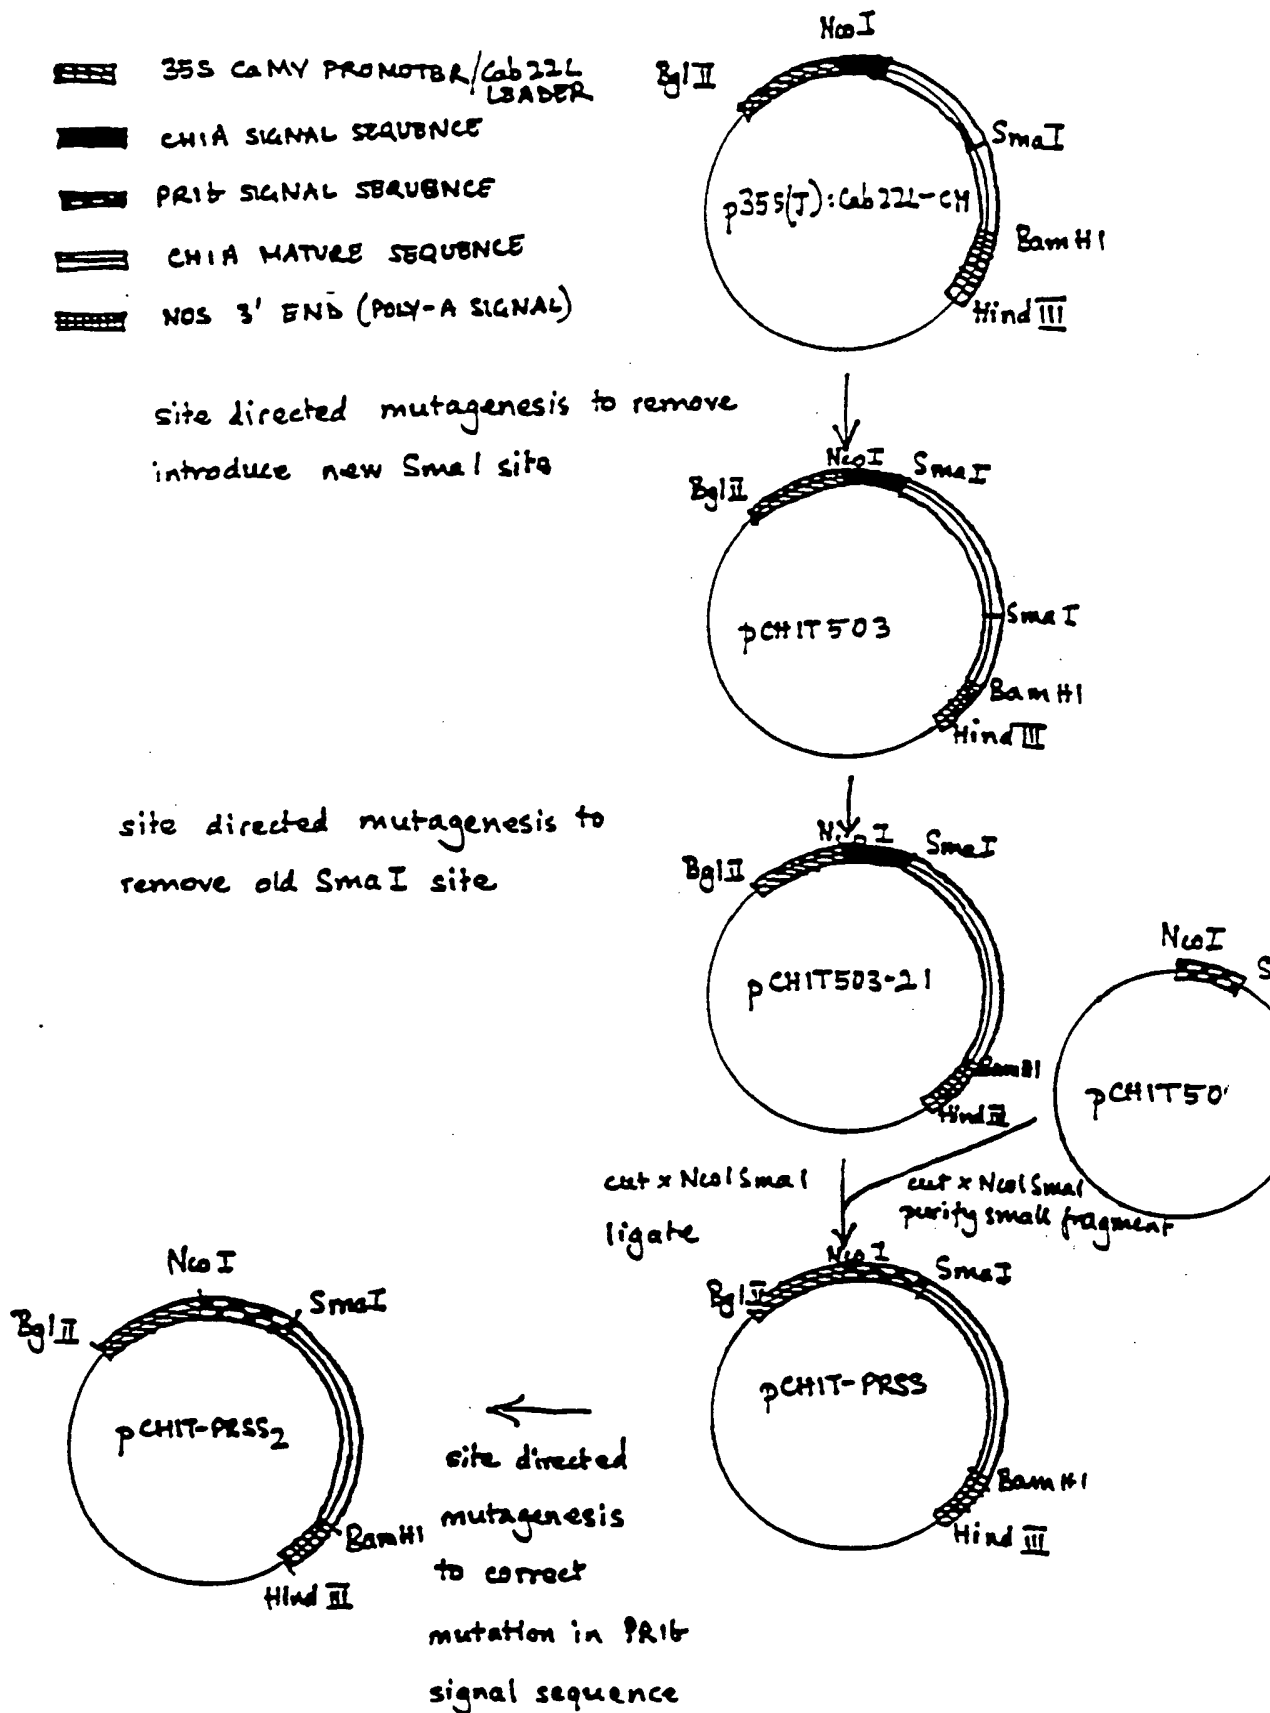 35S CaMV PROMOTER/Cab22L
LEADER
CHIA SIGNAL SEQUENCE
PR1b SIGNAL SEQUENCE
CHIA MATURE SEQUENCE
NOS 3' END (POLY-A SIGNAL)
NcoI
BglII
SmaI
p35S(J):Cab22L-CH
BamHI
HindIII
site directed mutagenesis to remove
introduce new SmaI site
NcoI
SmaI
BglII
pCHIT503
SmaI
BamHI
HindIII
site directed mutagenesis to
remove old SmaI site
NcoI
SmaI
BglII
pCHIT503-21
BamHI
HindIII
NcoI
S
pCHIT50
cut x NcoI SmaI
ligate
cut x NcoI SmaI
purify small fragment
NcoI
SmaI
BglII
pCHIT-PRSS
BamHI
HindIII
site directed
mutagenesis
to correct
mutation in PR1b
signal sequence
NcoI
SmaI
BglII
pCHIT-PRSS2
BamHI
HindIII